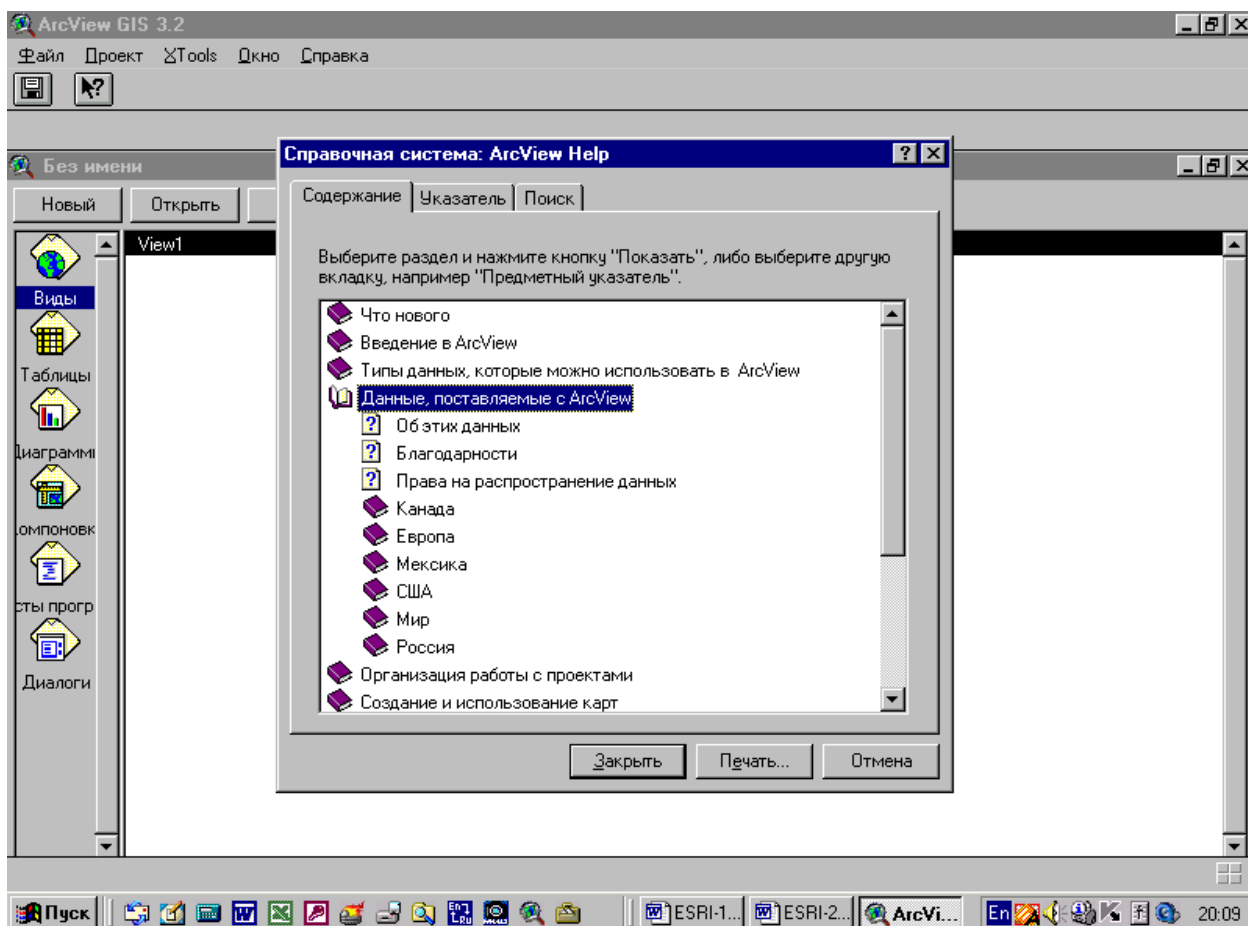 ArcView GIS 3.2
Файл Проект XTools Окно Справка
Без имени
Новый Открыть
View1
Виды
Таблицы
Диаграммы
омпоновк
сты прогр
Диалоги
Справочная система: ArcView Help
Содержание Указатель Поиск
Выберите раздел и нажмите кнопку "Показать", либо выберите другую
вкладку, например "Предметный указатель".
Что нового
Введение в ArcView
Типы данных, которые можно использовать в ArcView
Данные, поставляемые с ArcView
Об этих данных
Благодарности
Права на распространение данных
Канада
Европа
Мексика
США
Мир
Россия
Организация работы с проектами
Создание и использование карт
Закрыть Печать... Отмена
Пуск ESRI-1... ESRI-2... ArcVi... En 20:09